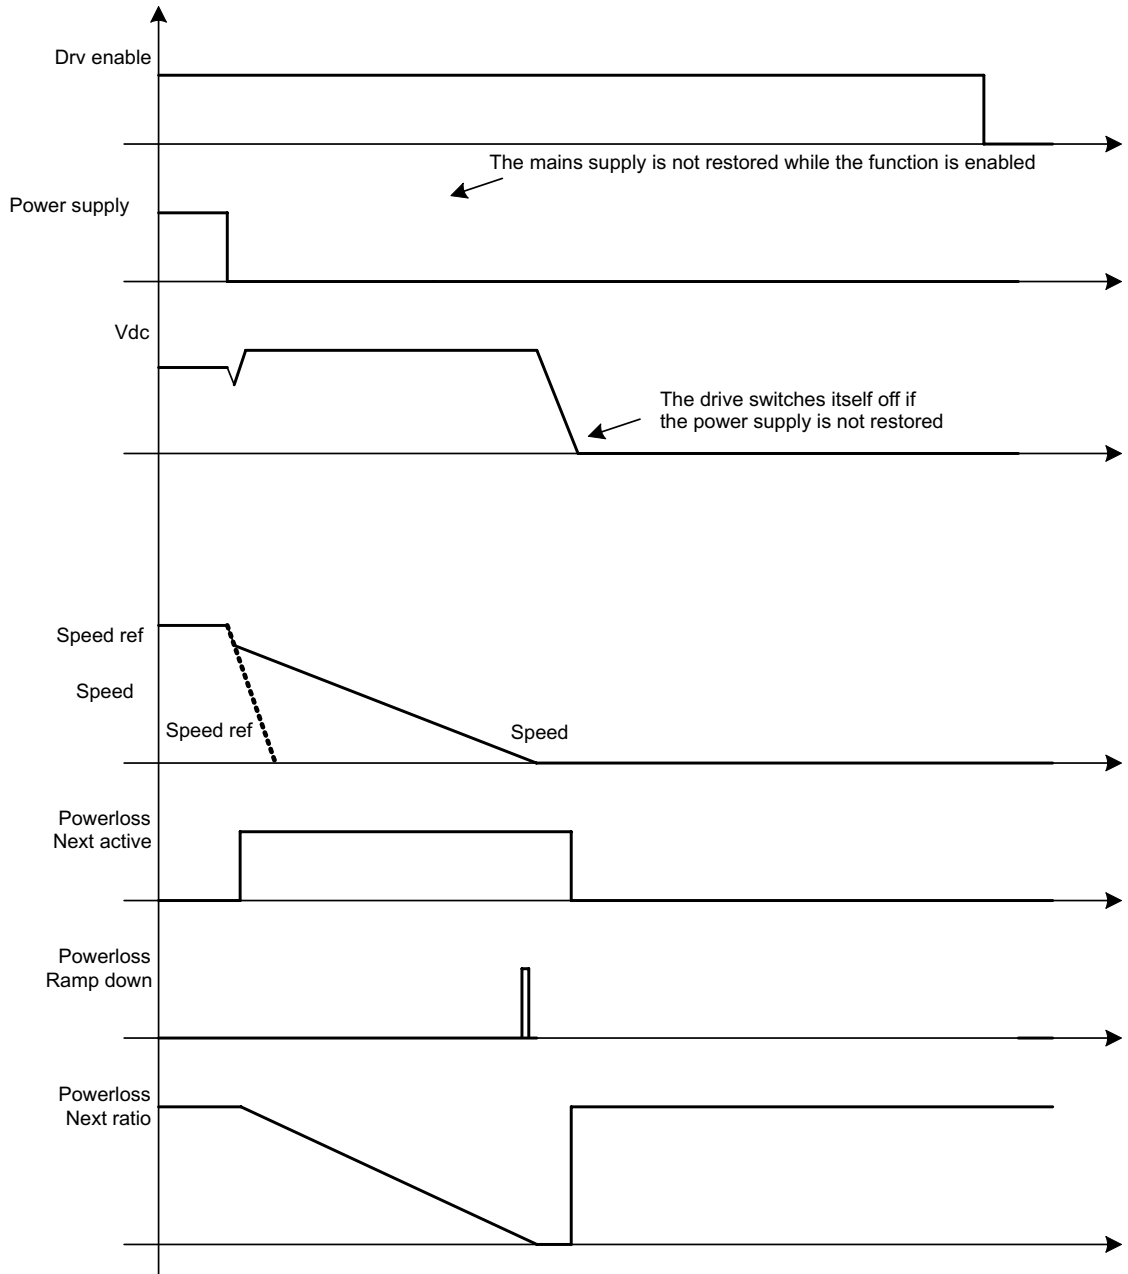 Drv enable
The mains supply is not restored while the function is enabled
Power supply
Vdc
The drive switches itself off if
the power supply is not restored
Speed ref
Speed
Speed ref
Speed
Powerloss
Next active
Powerloss
Ramp down
Powerloss
Next ratio